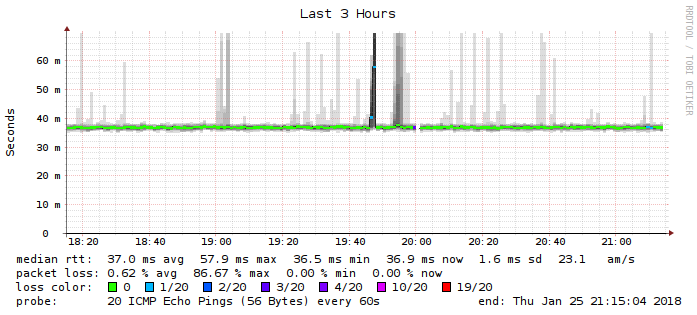 Last 3 Hours
RRDTOOL / TOBI OETIKER
Seconds
60 m
50 m
40 m
30 m
20 m
10 m
0
18:20 18:40 19:00 19:20 19:40 20:00 20:20 20:40 21:00
median rtt: 37.0 ms avg 57.9 ms max 36.5 ms min 36.9 ms now 1.6 ms sd 23.1 am/s
packet loss: 0.62 % avg 86.67 % max 0.00 % min 0.00 % now
loss color: 0 1/20 2/20 3/20 4/20 10/20 19/20
probe: 20 ICMP Echo Pings (56 Bytes) every 60s end: Thu Jan 25 21:15:04 2018